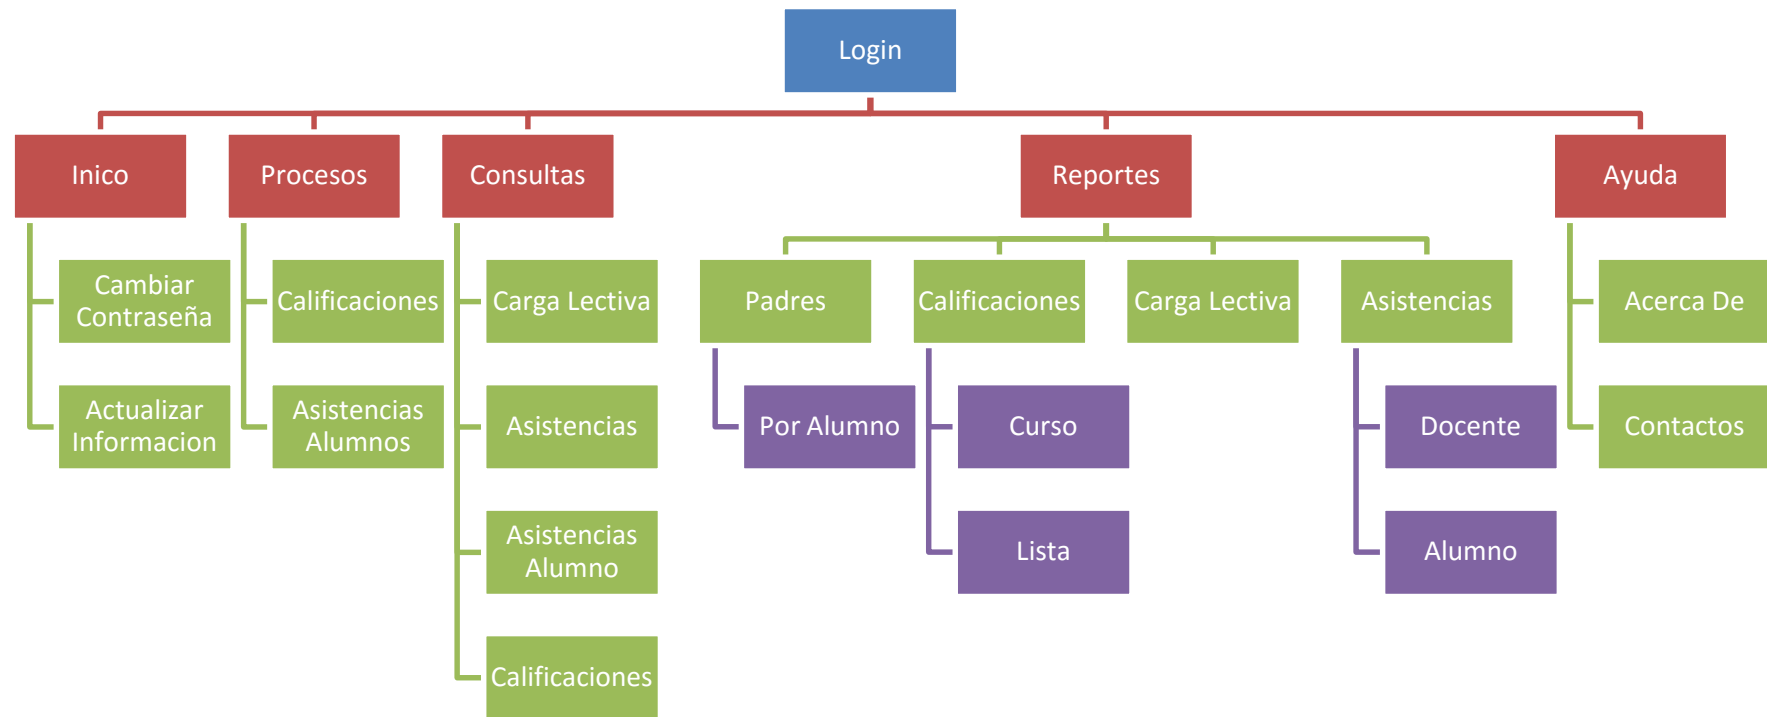 Login
Inico
Procesos
Consultas
Reportes
Ayuda
Cambiar
Contraseña
Calificaciones
Carga Lectiva
Padres
Calificaciones
Carga Lectiva
Asistencias
Acerca De
Actualizar
Informacion
Asistencias
Alumnos
Asistencias
Por Alumno
Curso
Docente
Contactos
Asistencias
Alumno
Lista
Alumno
Calificaciones